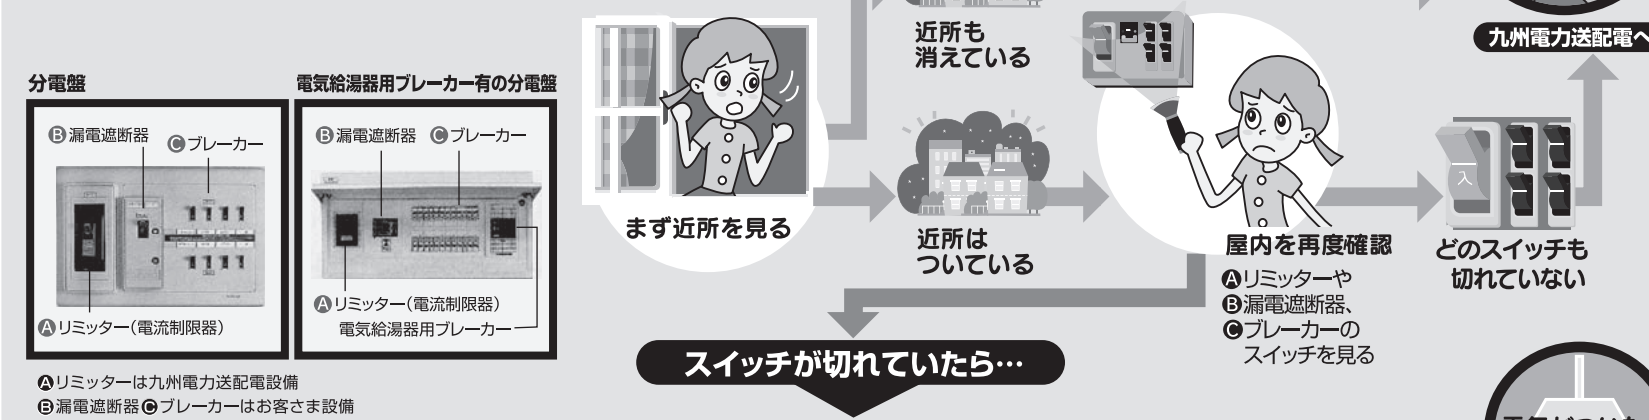 分電盤
Ⓑ漏電遮断器
Ⓒブレーカー
Ⓐリミッター(電流制限器)
電気給湯器用ブレーカー有の分電盤
Ⓑ漏電遮断器 Ⓒブレーカー
Ⓐリミッター(電流制限器)
電気給湯器用ブレーカー
Ⓐリミッターは九州電力送配電設備
Ⓑ漏電遮断器Ⓒブレーカーはお客さま設備
まず近所を見る
近所も
消えている
近所は
ついている
屋内を再度確認
Ⓐリミッターや
Ⓑ漏電遮断器、
Ⓒブレーカーの
スイッチを見る
九州電力送配電へ
入
どのスイッチも
切れていない
スイッチが切れていたら…